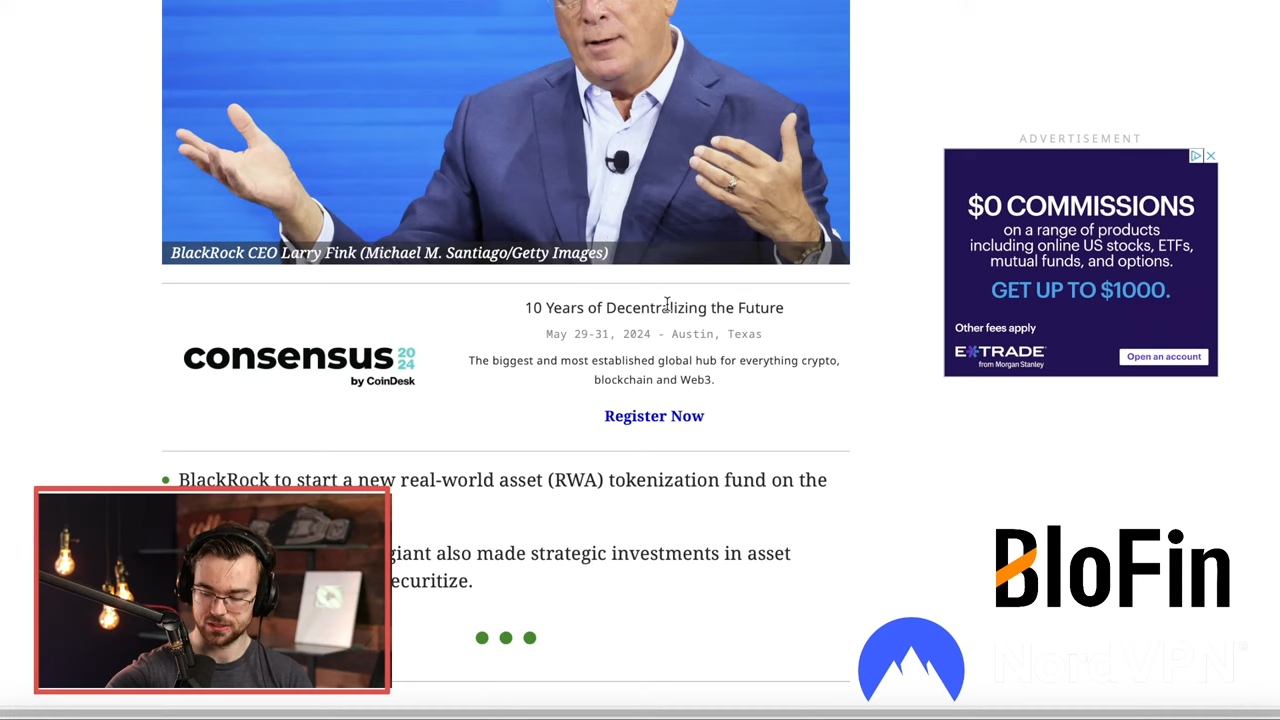 BlackRock CEO Larry Fink (Michael M. Santiago/Getty Images)
ADVERTISEMENT
$0 COMMISSIONS
on a range of products
including online US stocks, ETFs,
mutual funds, and options.
GET UP TO $1000.
Other fees apply
E*TRADE
from Morgan Stanley
Open an account
10 Years of Decentralizing the Future
May 29-31, 2024 - Austin, Texas
consensus 20
24
by CoinDesk
The biggest and most established global hub for everything crypto,
blockchain and Web3.
Register Now
BlackRock to start a new real-world asset (RWA) tokenization fund on the
giant also made strategic investments in asset
ecuritize.
BloFin
NordVPN®